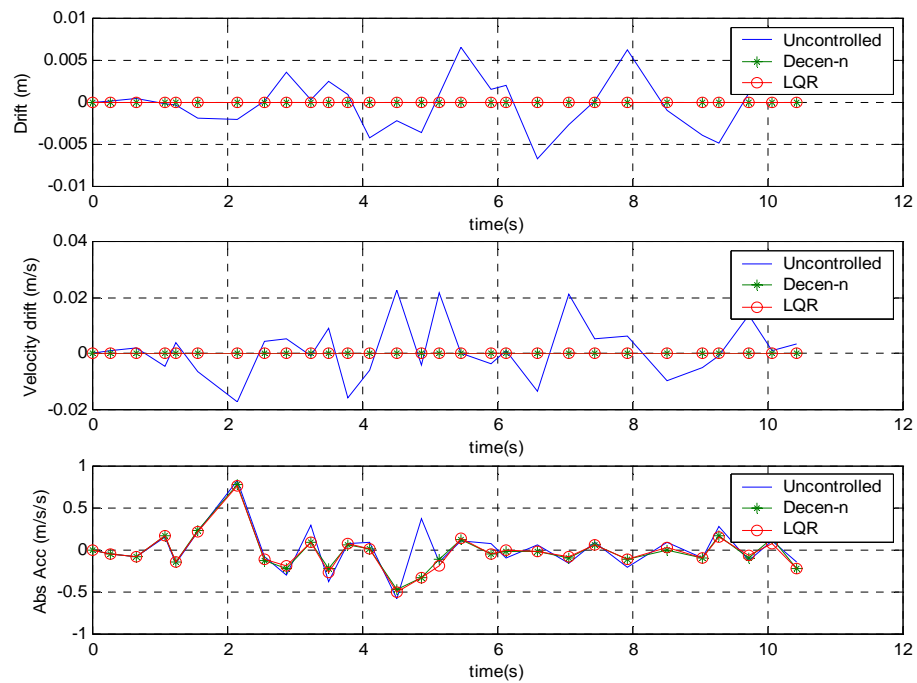 0.01
0.005
0
-0.005
-0.01
Drift (m)
Uncontrolled
Decen-n
LQR
0 2 4 6 8 10 12
time(s)
0.04
0.02
0
-0.02
Velocity drift (m/s)
Uncontrolled
Decen-n
LQR
0 2 4 6 8 10 12
time(s)
1
0.5
0
-0.5
-1
Abs Acc (m/s/s)
Uncontrolled
Decen-n
LQR
0 2 4 6 8 10 12
time(s)